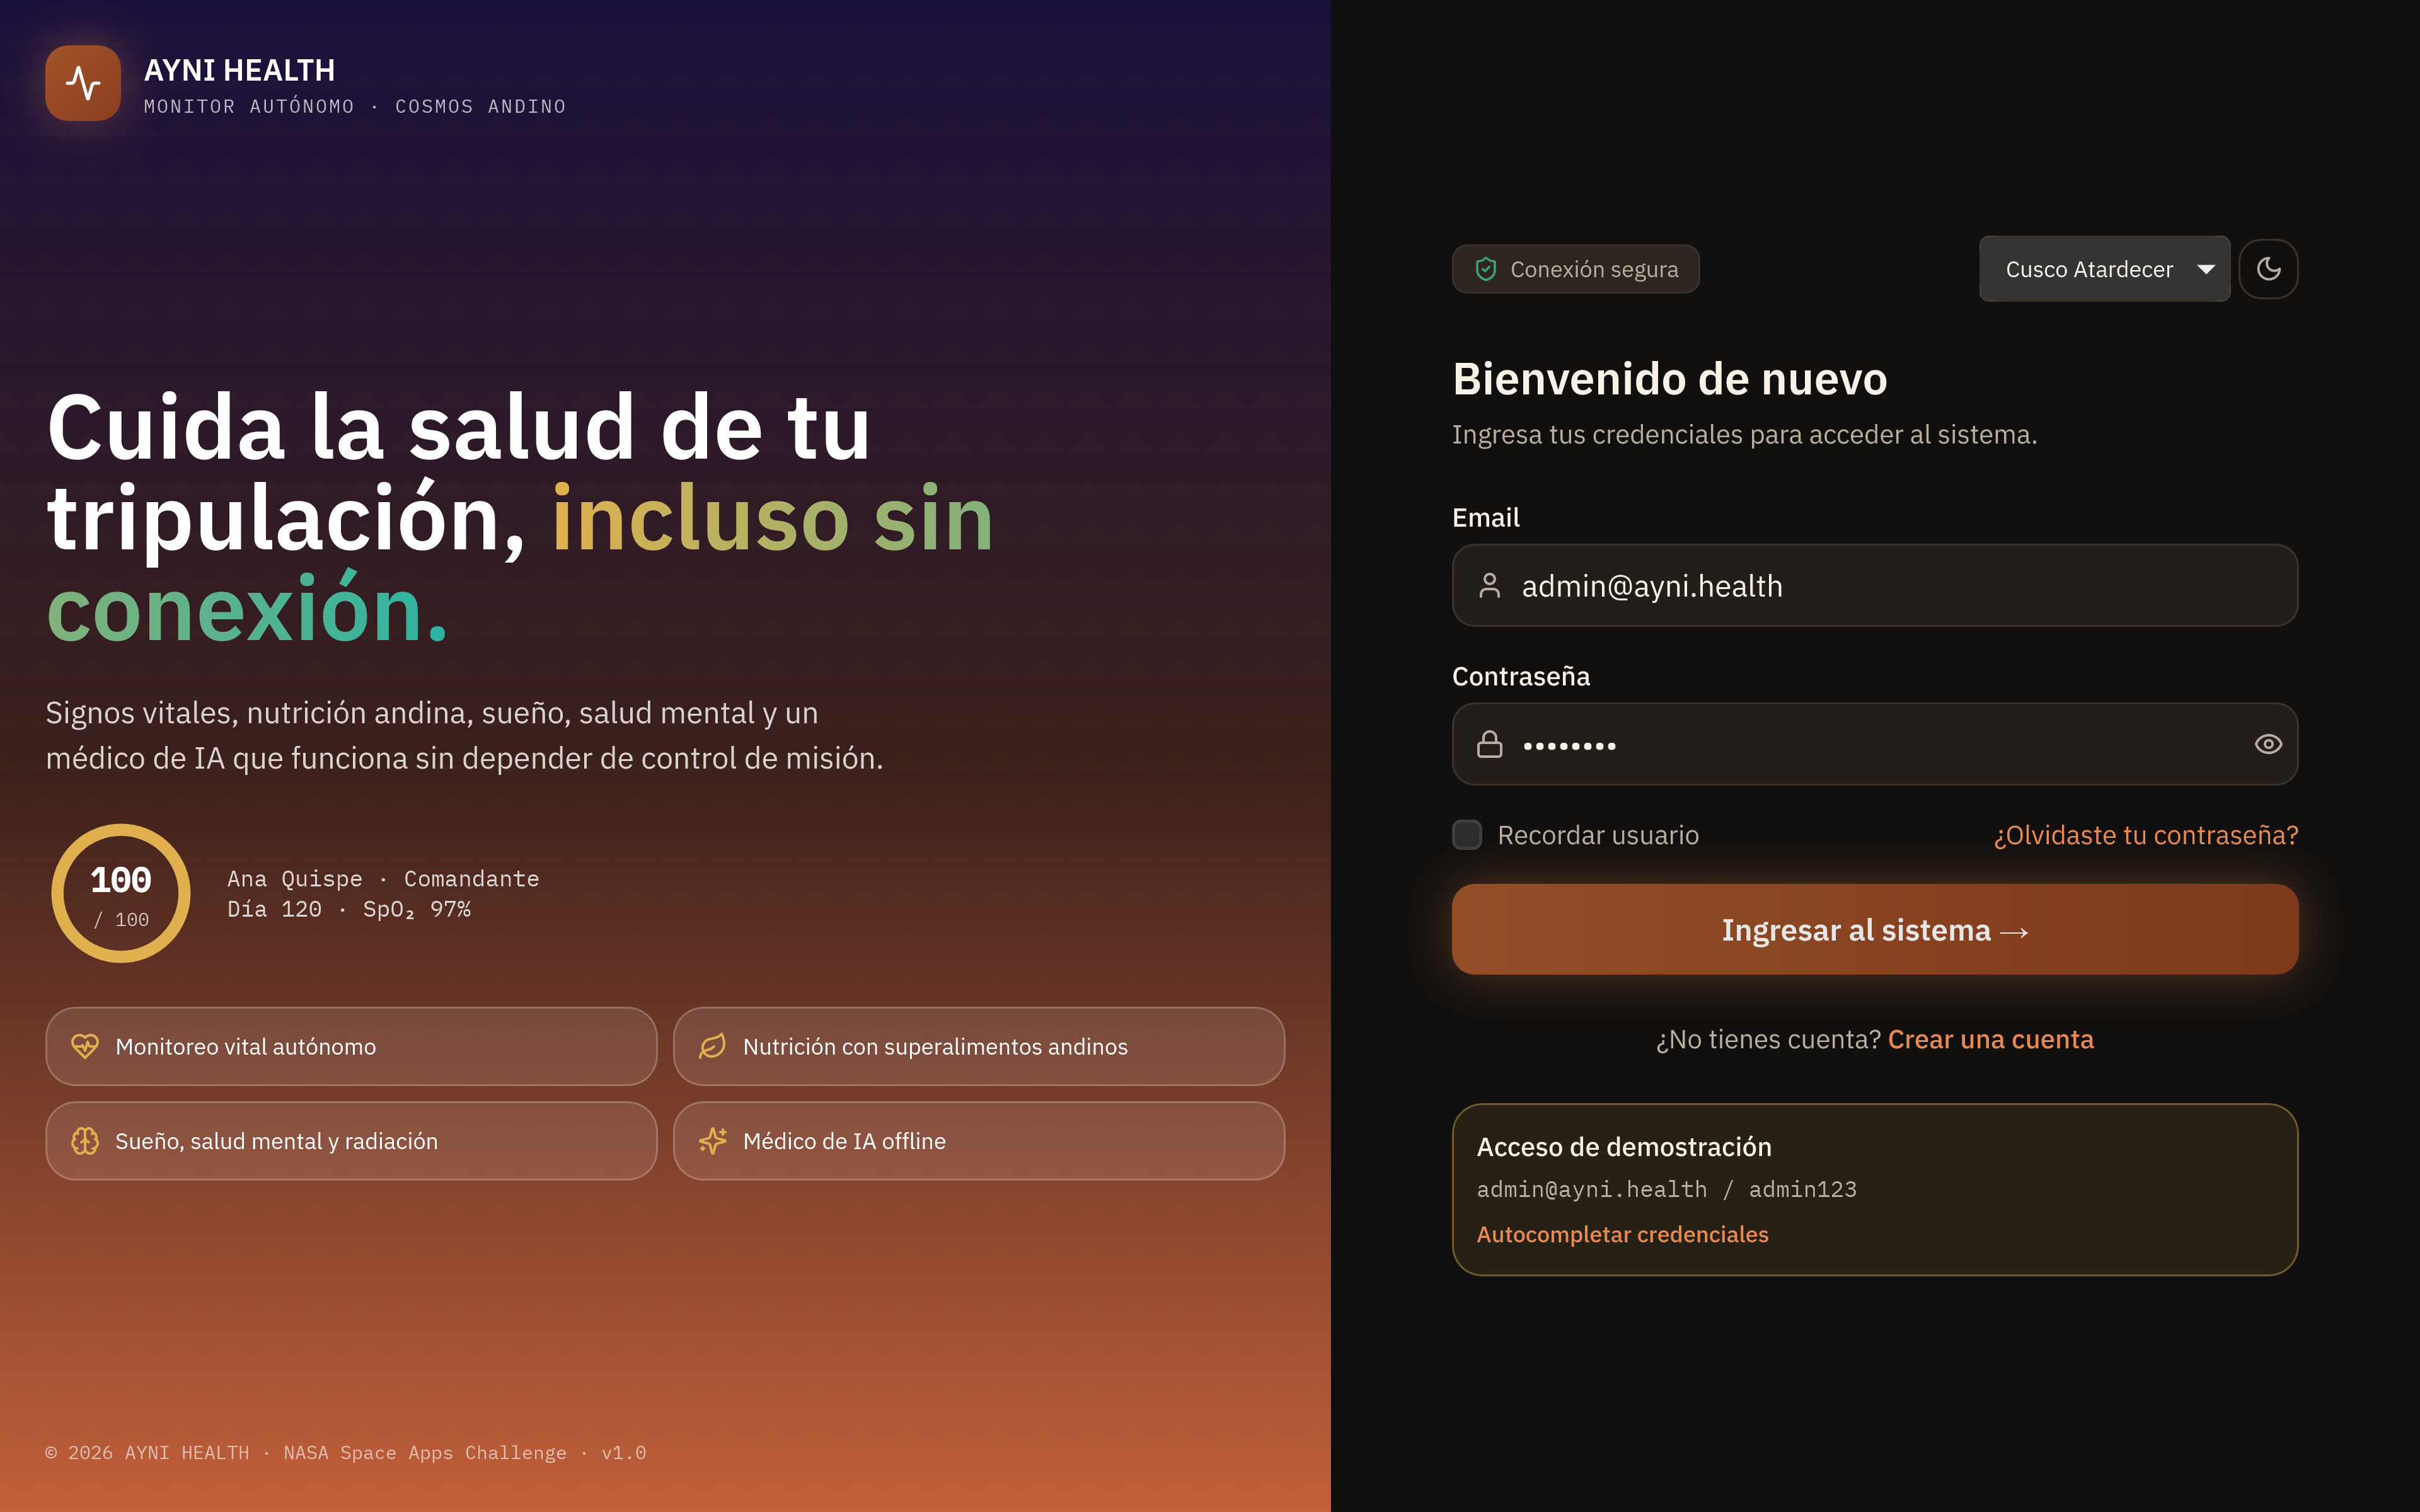 AYNI HEALTH
MONITOR AUTÓNOMO · COSMOS ANDINO
Cuida la salud de tu
tripulación, incluso sin
conexión.
Signos vitales, nutrición andina, sueño, salud mental y un
médico de IA que funciona sin depender de control de misión.
100
/ 100
Ana Quispe · Comandante
Día 120 · SpO₂ 97%
Monitoreo vital autónomo
Nutrición con superalimentos andinos
Sueño, salud mental y radiación
Médico de IA offline
© 2026 AYNI HEALTH · NASA Space Apps Challenge · v1.0
Conexión segura
Cusco Atardecer
Bienvenido de nuevo
Ingresa tus credenciales para acceder al sistema.
Email
admin@ayni.health
Contraseña
••••••••
Recordar usuario
¿Olvidaste tu contraseña?
Ingresar al sistema →
¿No tienes cuenta? Crear una cuenta
Acceso de demostración
admin@ayni.health / admin123
Autocompletar credenciales